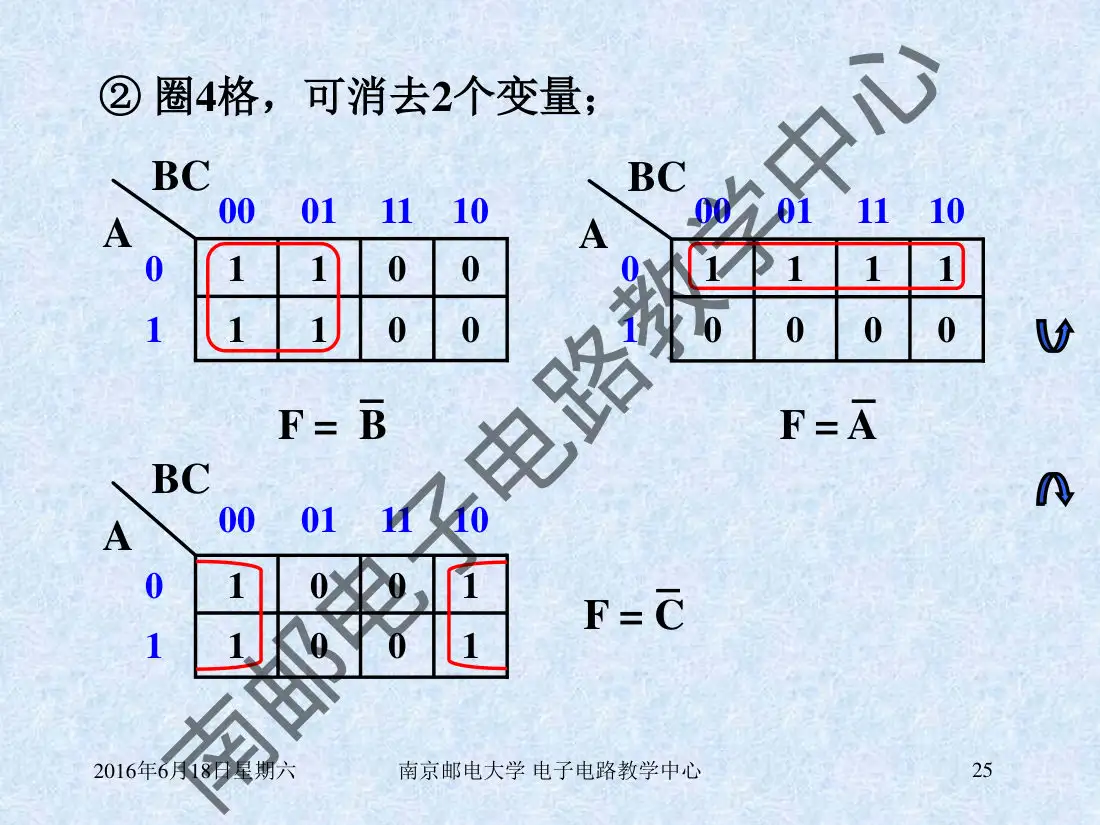 ② 圈4格，可消去2个变量；
BC
A
00 01 11 10
0 1 1 0 0
1 1 1 0 0
F = B̅
BC
A
00 01 11 10
0 1 1 1 1
1 0 0 0 0
F = A̅
BC
A
00 01 11 10
0 1 0 0 1
1 1 0 0 1
F = C̅
南邮电子电路教学中心
2016年6月18日星期六
南京邮电大学 电子电路教学中心
25